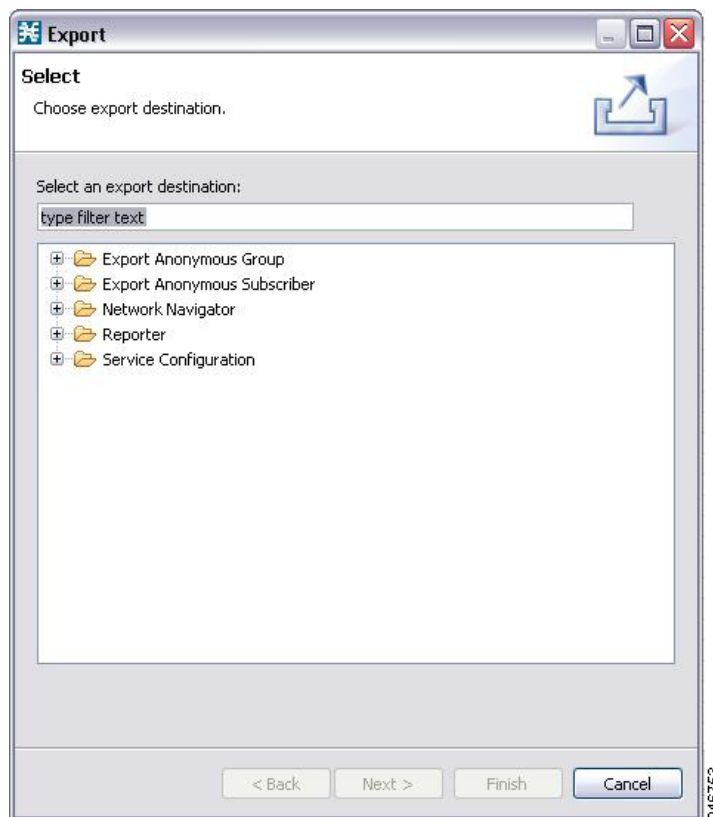 Export
Select
Choose export destination.
Select an export destination:
type filter text
Export Anonymous Group
Export Anonymous Subscriber
Network Navigator
Reporter
Service Configuration
< Back
Next >
Finish
Cancel